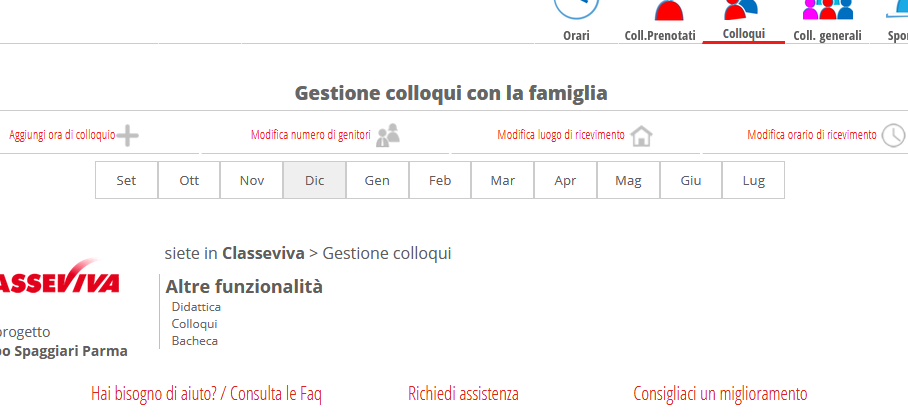 Orari Coll.Prenotati Colloqui Coll. generali
Gestione colloqui con la famiglia
Aggiungi ora di colloquio Modifica numero di genitori Modifica luogo di ricevimento Modifica orario di ricevimento
Set Ott Nov Dic Gen Feb Mar Apr Mag Giu Lug
siete in Classeviva > Gestione colloqui
ASSEVIVA
Altre funzionalità
Didattica
Colloqui
Bacheca
progetto
Spaggiari Parma
Hai bisogno di aiuto? / Consulta le Faq Richiedi assistenza Consigliaci un miglioramento